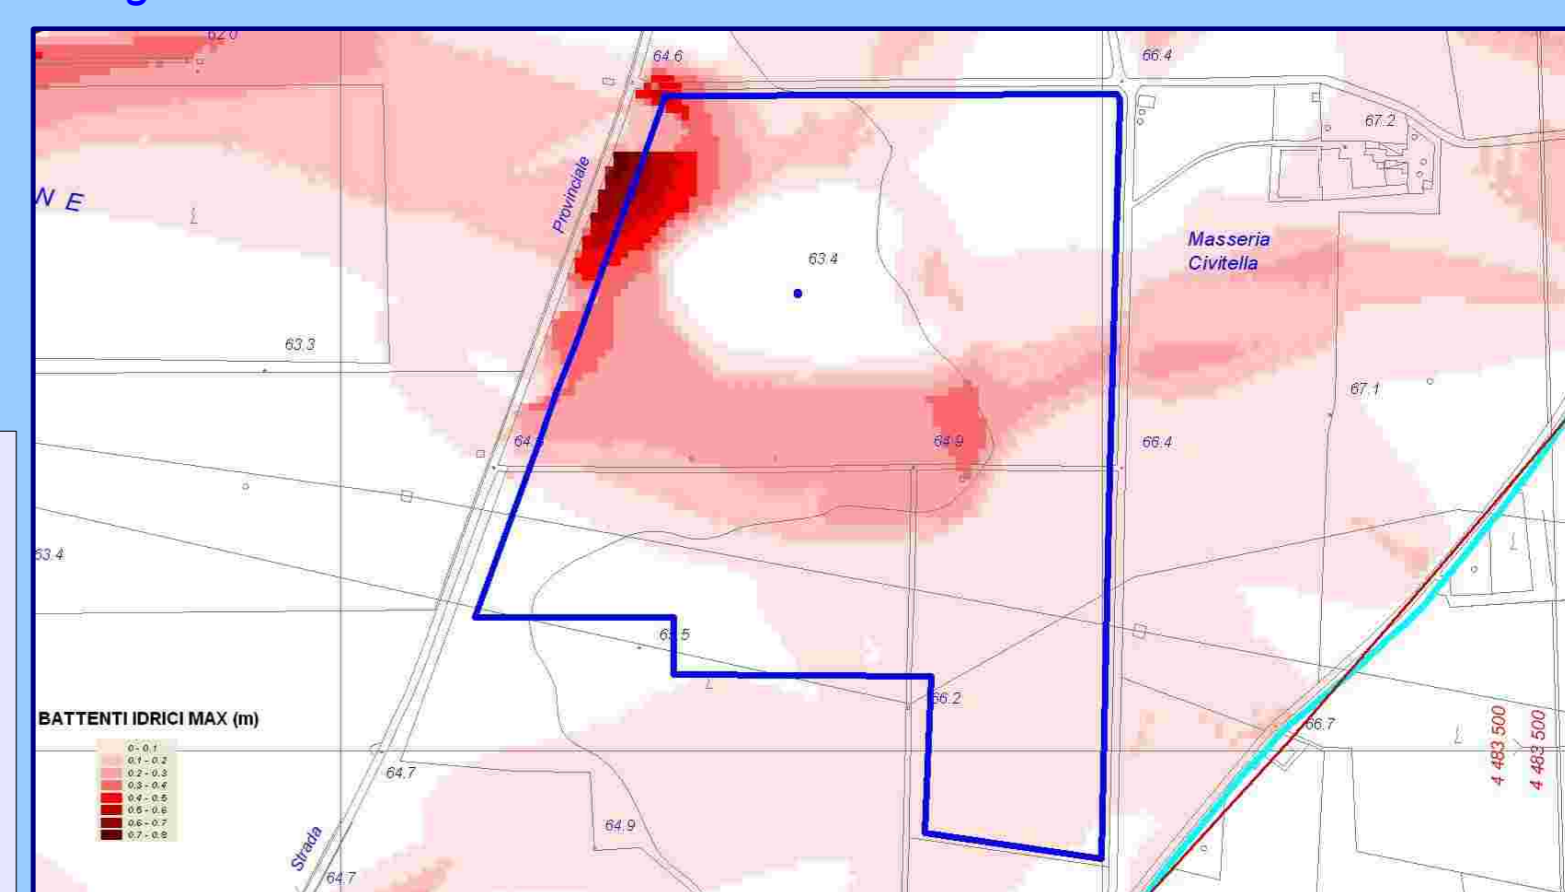 62 0
64.6
66.4
67.2
N E
Provinciale
Masseria
Civitella
63.4
63.3
67.1
64.9
66.4
63.4
65.5
66.2
66.7
BATTENTI IDRICI MAX (m)
0 - 0.1
0.1 - 0.2
0.2 - 0.3
0.3 - 0.4
0.4 - 0.5
0.5 - 0.6
0.6 - 0.7
0.7 - 0.8
64.7
4 483 500
4 483 500
64.9
Strada
64.7